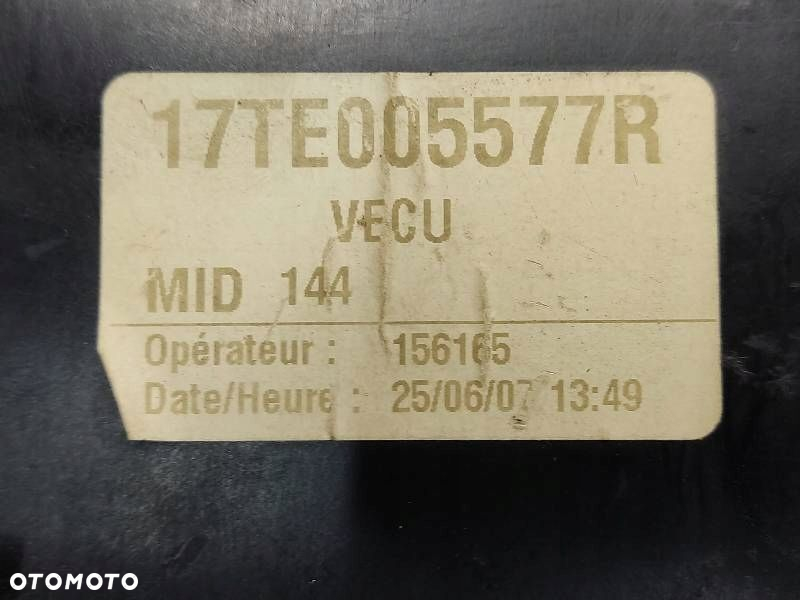 17TE005577R
VECU
MID 144
Opérateur : 156165
Date/Heure : 25/06/07 13:49
OTOMOTO